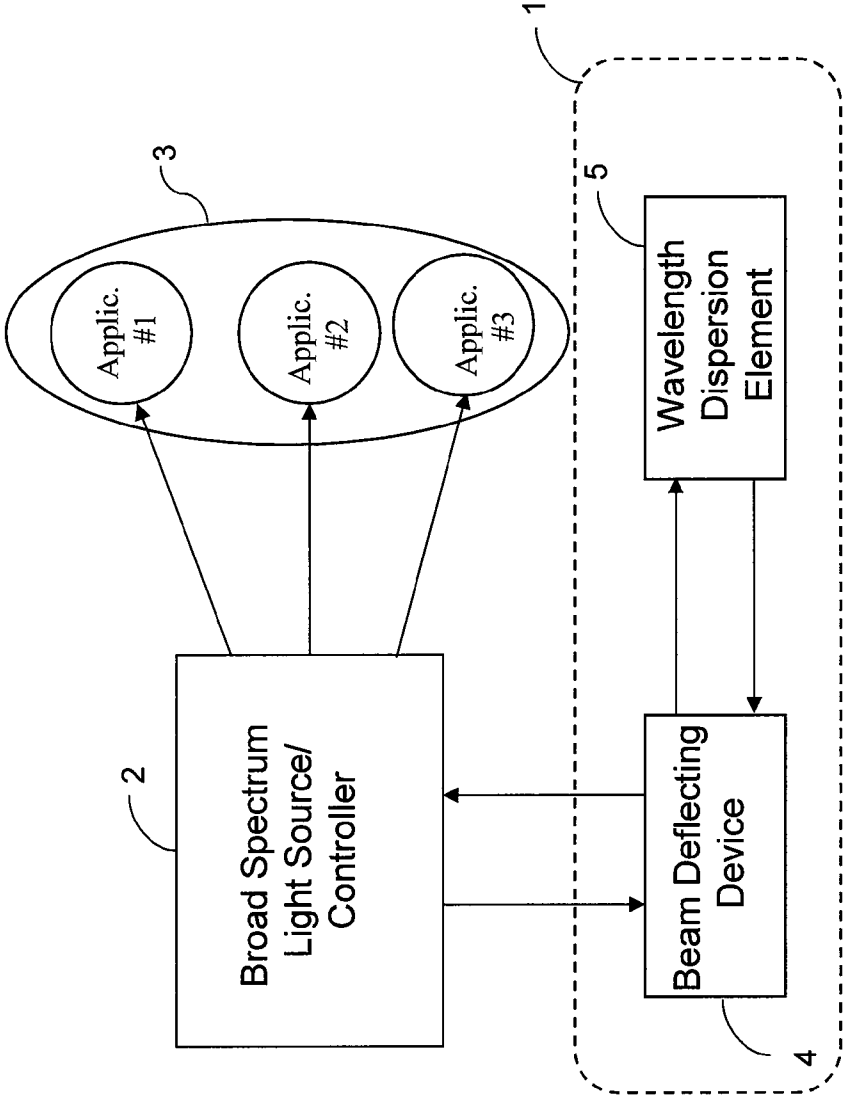 1
3
Applic.
#1
Applic.
#2
Applic.
#3
5
Wavelength
Dispersion
Element
2
Broad Spectrum
Light Source/
Controller
Beam Deflecting
Device
4